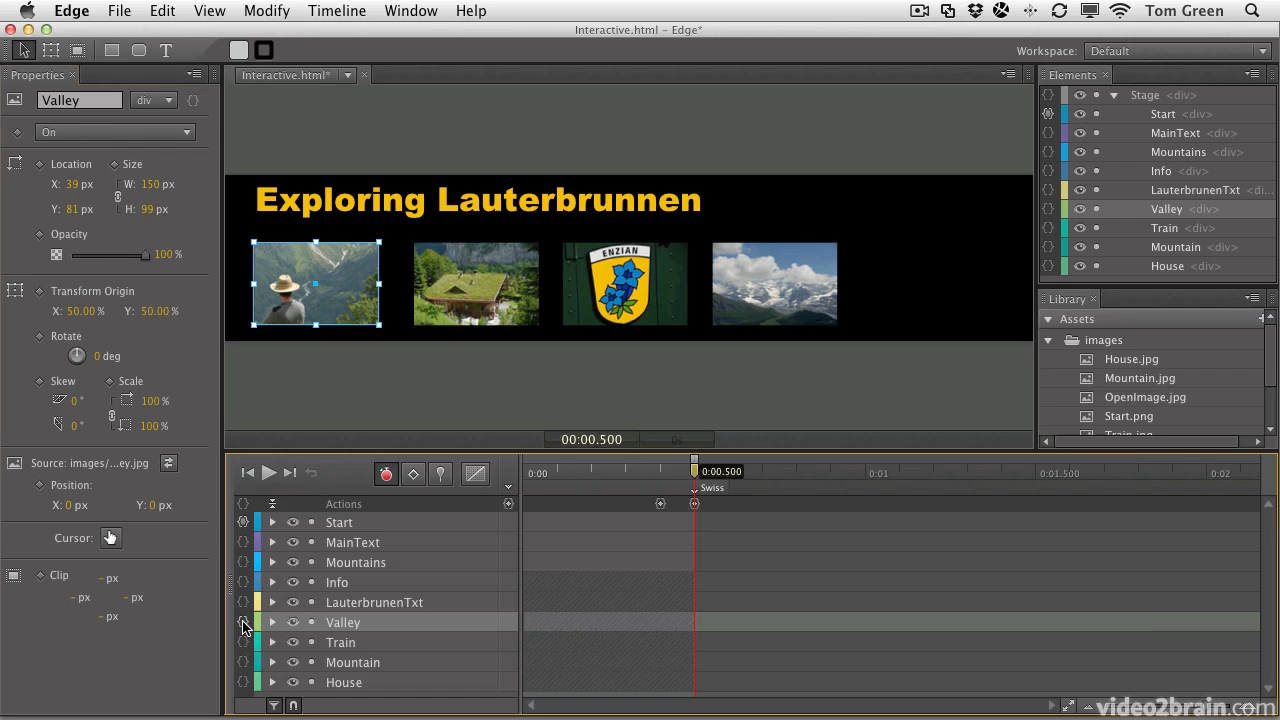 Edge File Edit View Modify Timeline Window Help Tom Green
Interactive.html – Edge*
Workspace: Default
Properties
Valley div {}
On
Location Size
X: 39 px W: 150 px
Y: 81 px H: 99 px
Opacity
100 %
Transform Origin
X: 50.00 % Y: 50.00 %
Rotate
0 deg
Skew Scale
0° 100 %
0° 100 %
Source: images/...ey.jpg
Position:
X: 0 px Y: 0 px
Cursor:
Clip – px
– px – px
– px
Interactive.html*
Exploring Lauterbrunnen
ENZIAN
00:00.500 0s
Elements
Stage <div>
Start <div>
MainText <div>
Mountains <div>
Info <div>
LauterbrunenTxt <di...
Valley <div>
Train <div>
Mountain <div>
House <div>
Library
Assets
images
House.jpg
Mountain.jpg
OpenImage.jpg
Start.png
Train.jpg
0:00 0:00.500 0:01 0:01.500 0:02
Swiss
Actions
Start
MainText
Mountains
Info
LauterbrunenTxt
Valley
Train
Mountain
House
video2brain.com